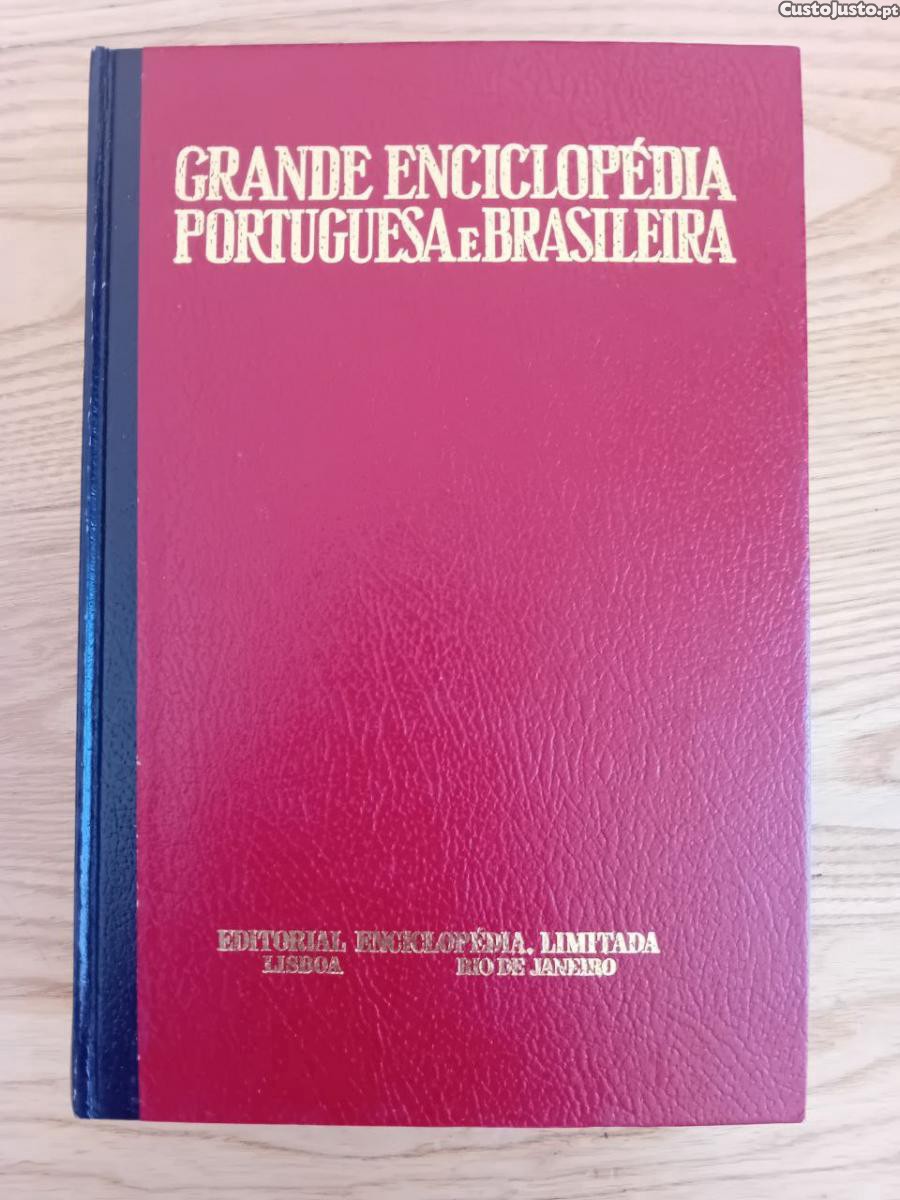 CustoJusto.pt
GRANDE ENCICLOPÉDIA
PORTUGUESA E BRASILEIRA
EDITORIAL ENCICLOPÉDIA, LIMITADA
LISBOA RIO DE JANEIRO